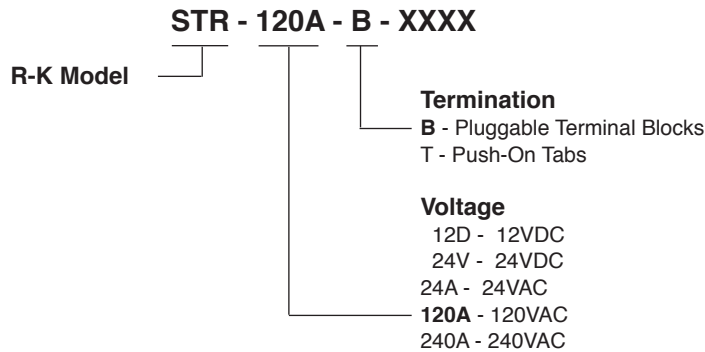 STR - 120A - B - XXXX
R-K Model
Termination
B - Pluggable Terminal Blocks
T - Push-On Tabs
Voltage
12D - 12VDC
24V - 24VDC
24A - 24VAC
120A - 120VAC
240A - 240VAC